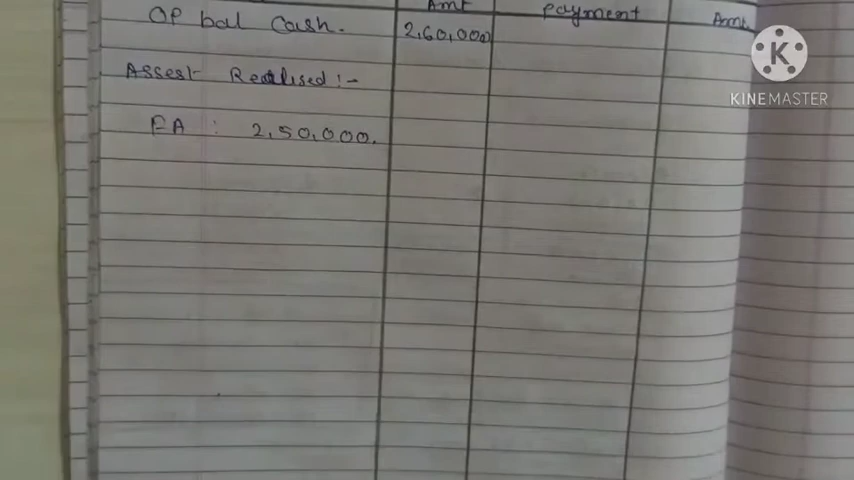 Amt payment Amt
OP bal Cash. 2,60,000
Assest Realised:-
FA : 2,50,000.
K
KINEMASTER